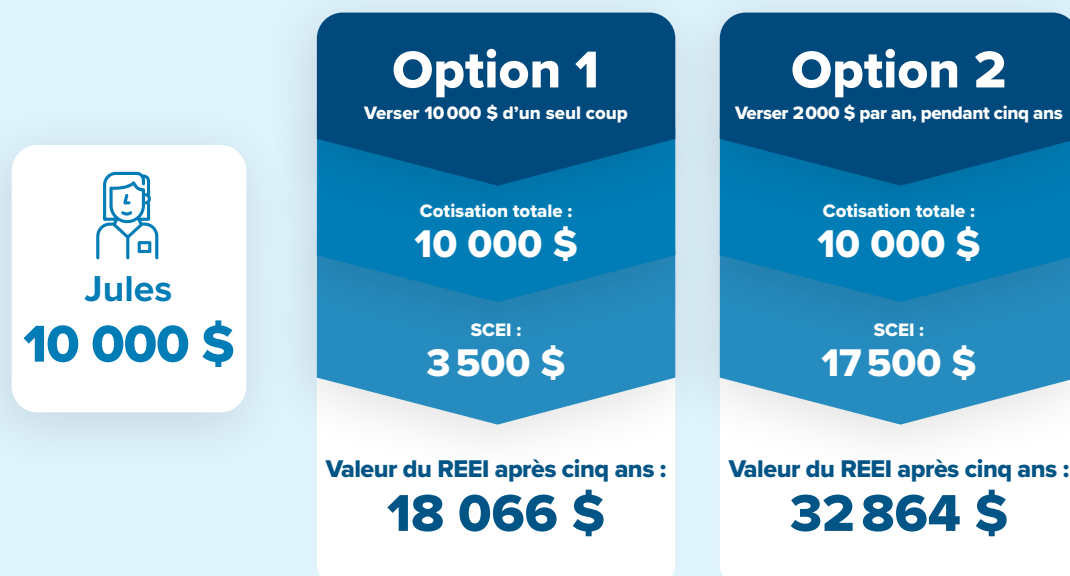 Jules
10 000 $
Option 1
Verser 10 000 $ d’un seul coup
Cotisation totale :
10 000 $
SCEI :
3 500 $
Valeur du REEI après cinq ans :
18 066 $
Option 2
Verser 2 000 $ par an, pendant cinq ans
Cotisation totale :
10 000 $
SCEI :
17 500 $
Valeur du REEI après cinq ans :
32 864 $